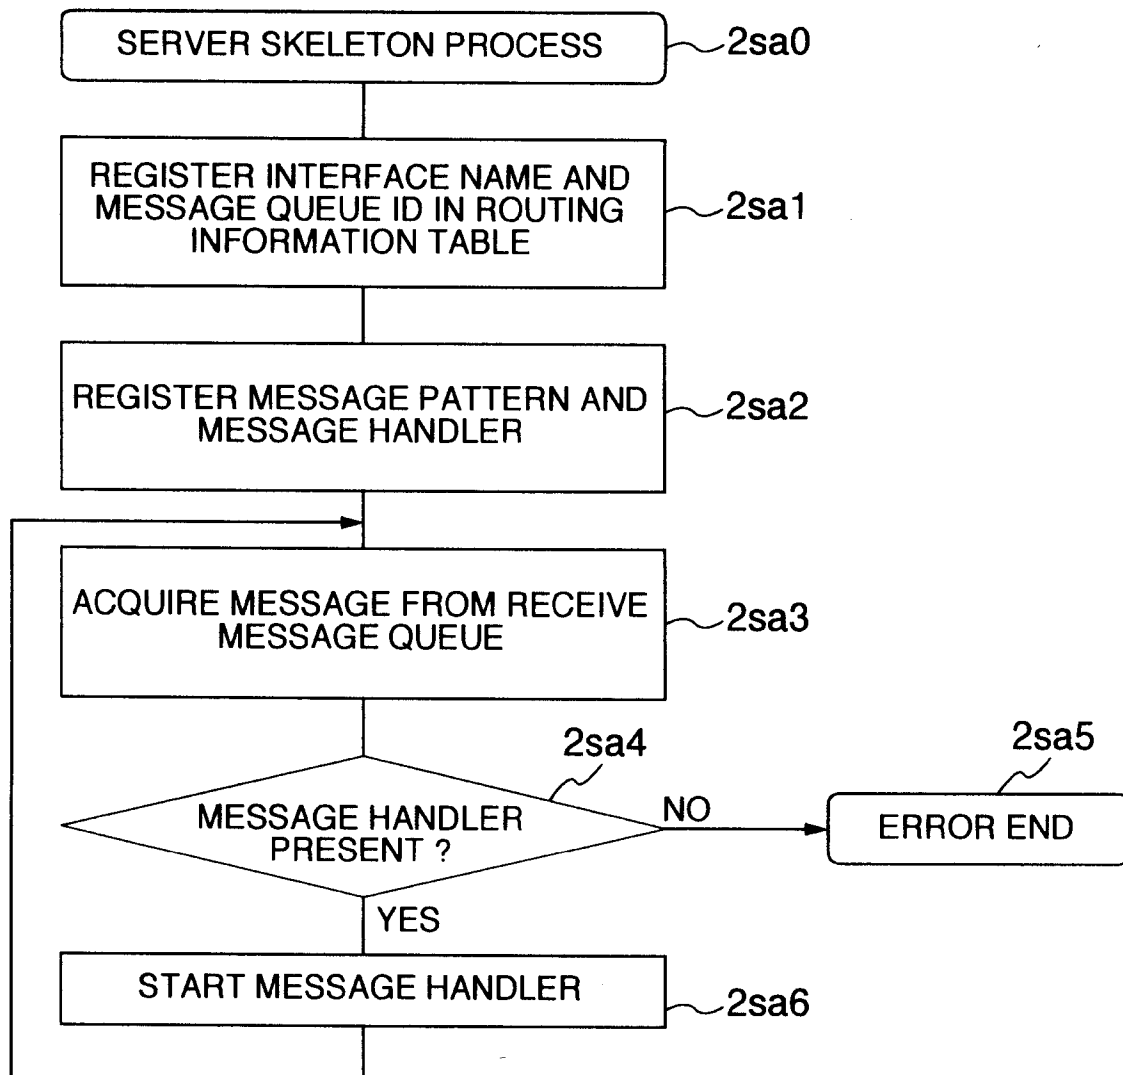 SERVER SKELETON PROCESS
2sa0
REGISTER INTERFACE NAME AND
MESSAGE QUEUE ID IN ROUTING
INFORMATION TABLE
2sa1
REGISTER MESSAGE PATTERN AND
MESSAGE HANDLER
2sa2
ACQUIRE MESSAGE FROM RECEIVE
MESSAGE QUEUE
2sa3
2sa4
MESSAGE HANDLER
PRESENT ?
NO
2sa5
ERROR END
YES
START MESSAGE HANDLER
2sa6